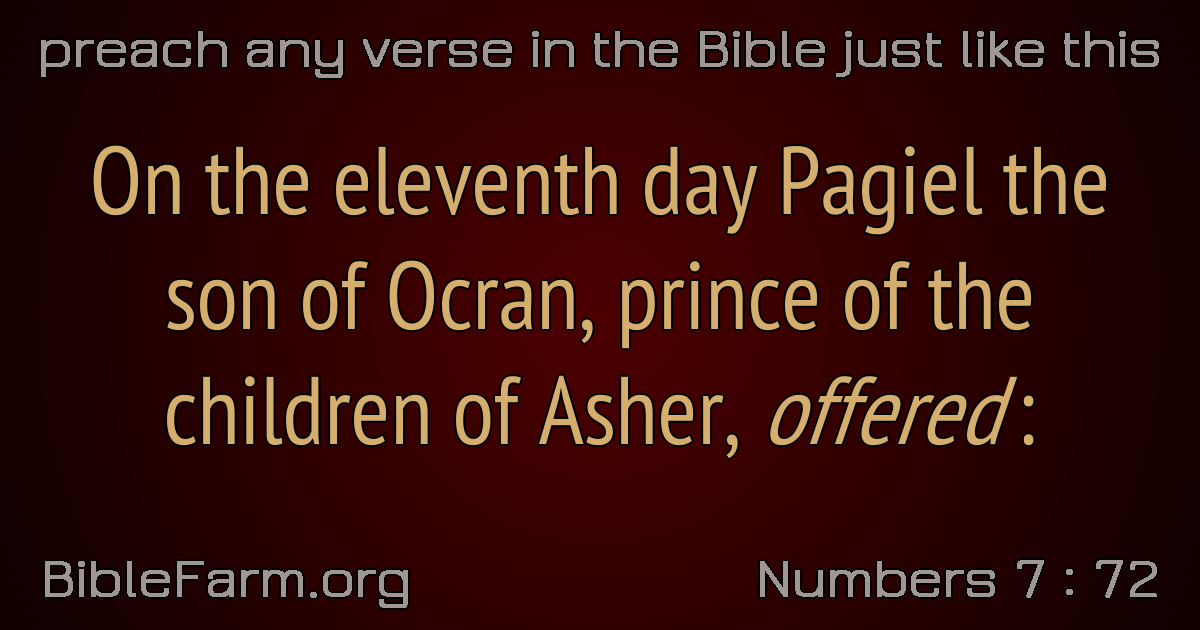 preach any verse in the Bible just like this
On the eleventh day Pagiel the
son of Ocran, prince of the
children of Asher, offered:
BibleFarm.org
Numbers 7 : 72